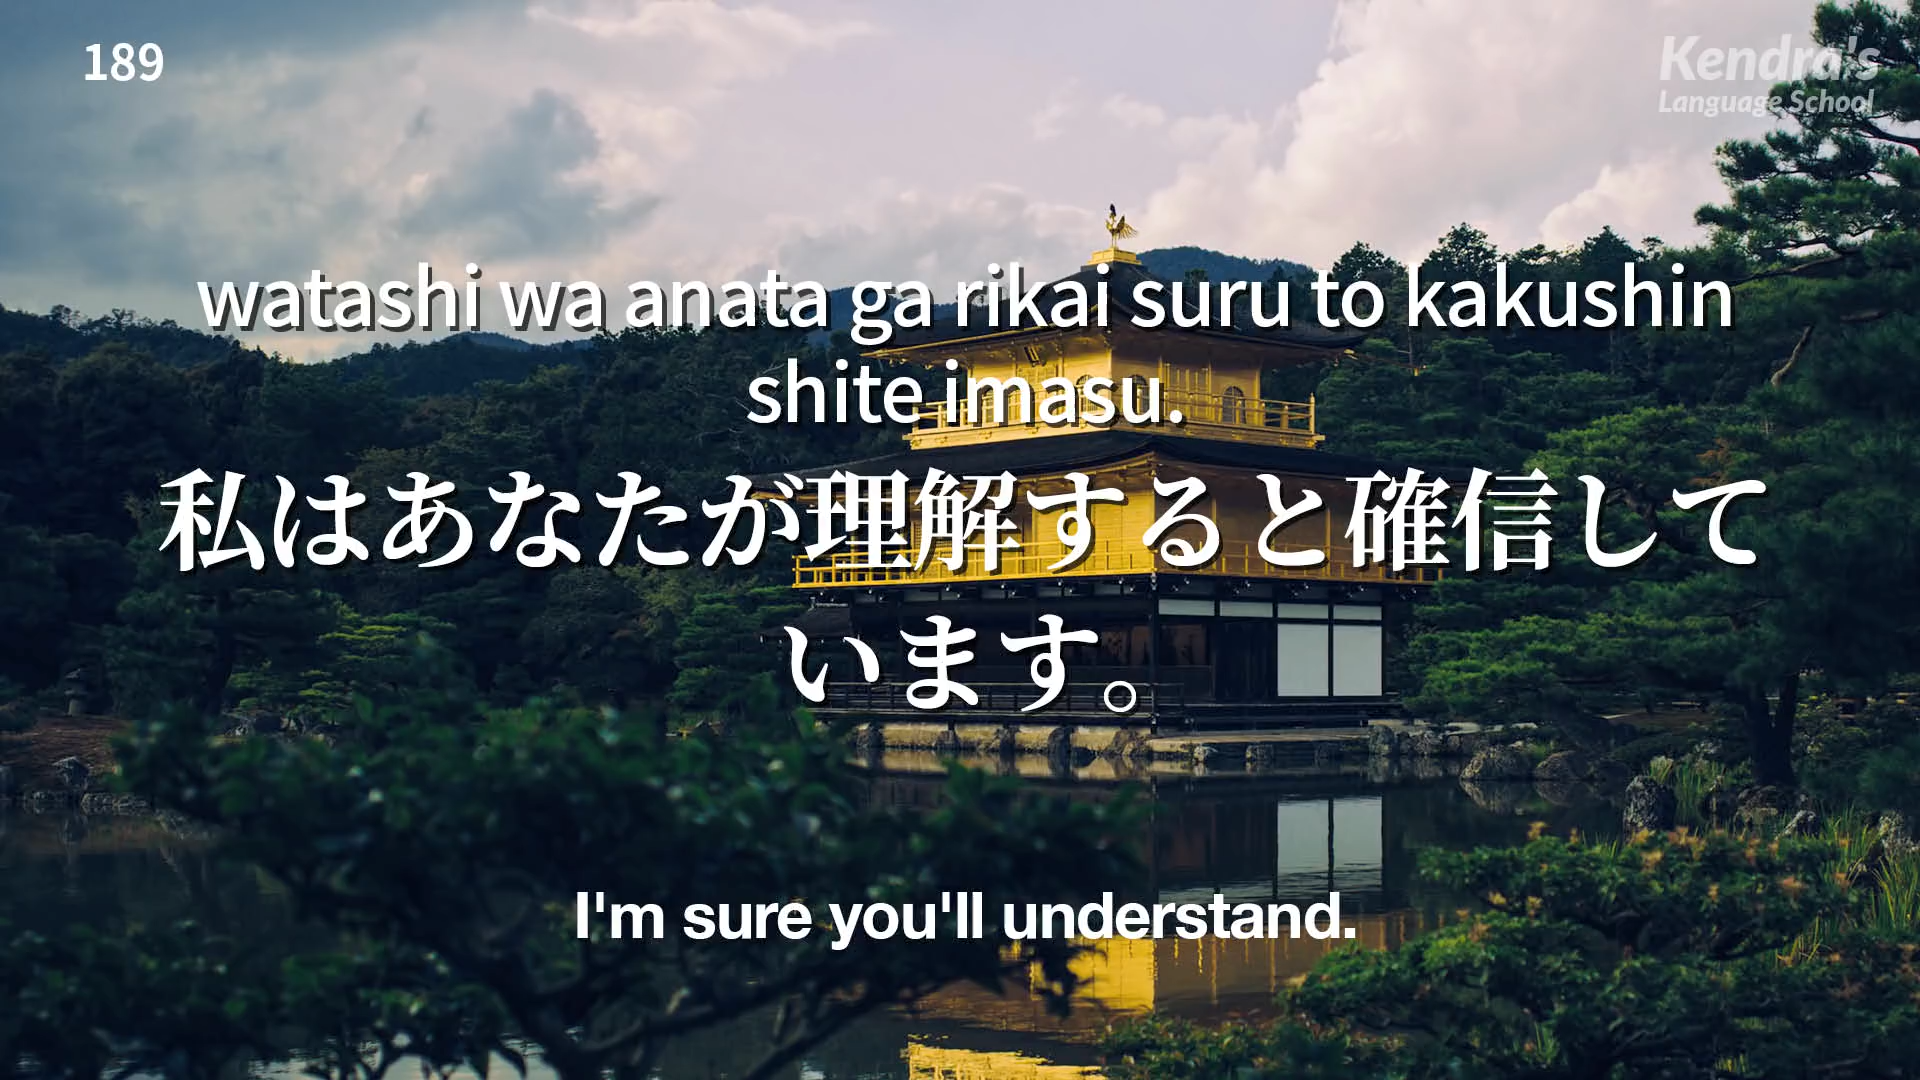 189
Kendra's
Language School
watashi wa anata ga rikai suru to kakushin
shite imasu.
私はあなたが理解すると確信して
います。
I'm sure you'll understand.